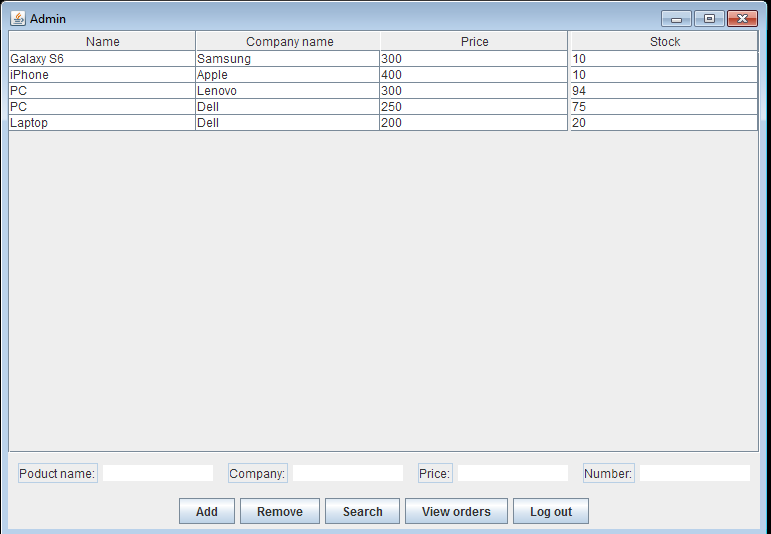 Admin
Name Company name Price Stock
Galaxy S6 Samsung 300 10
iPhone Apple 400 10
PC Lenovo 300 94
PC Dell 250 75
Laptop Dell 200 20
Poduct name: Company: Price: Number:
Add Remove Search View orders Log out